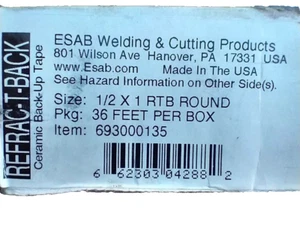 REFRAC-T-BACK
Ceramic Back-Up Tape
ESAB Welding & Cutting Products
801 Wilson Ave Hanover, PA 17331 USA
www.Esab.com Made In The USA
See Hazard Information on Other Side(s).
Size: 1/2 X 1 RTB ROUND
Pkg: 36 FEET PER BOX
Item: 693000135
6 62303 04288 2